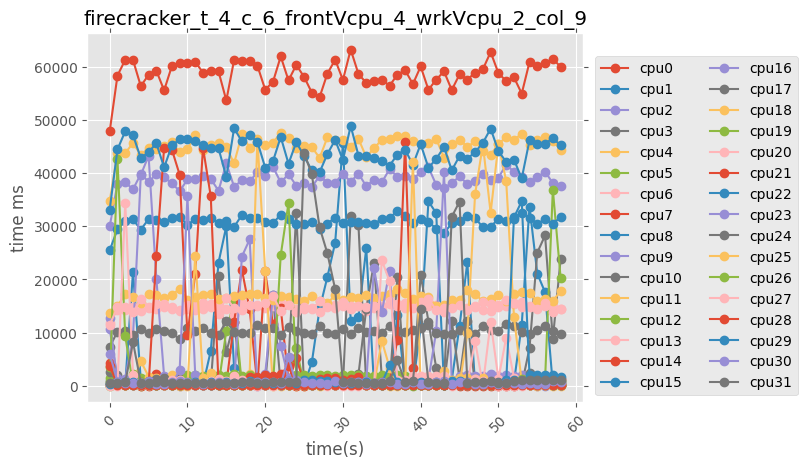 firecracker_t_4_c_6_frontVcpu_4_wrkVcpu_2_col_9
60000
50000
40000
30000
20000
10000
0
time ms
0
10
20
30
40
50
60
time(s)
cpu0
cpu1
cpu2
cpu3
cpu4
cpu5
cpu6
cpu7
cpu8
cpu9
cpu10
cpu11
cpu12
cpu13
cpu14
cpu15
cpu16
cpu17
cpu18
cpu19
cpu20
cpu21
cpu22
cpu23
cpu24
cpu25
cpu26
cpu27
cpu28
cpu29
cpu30
cpu31